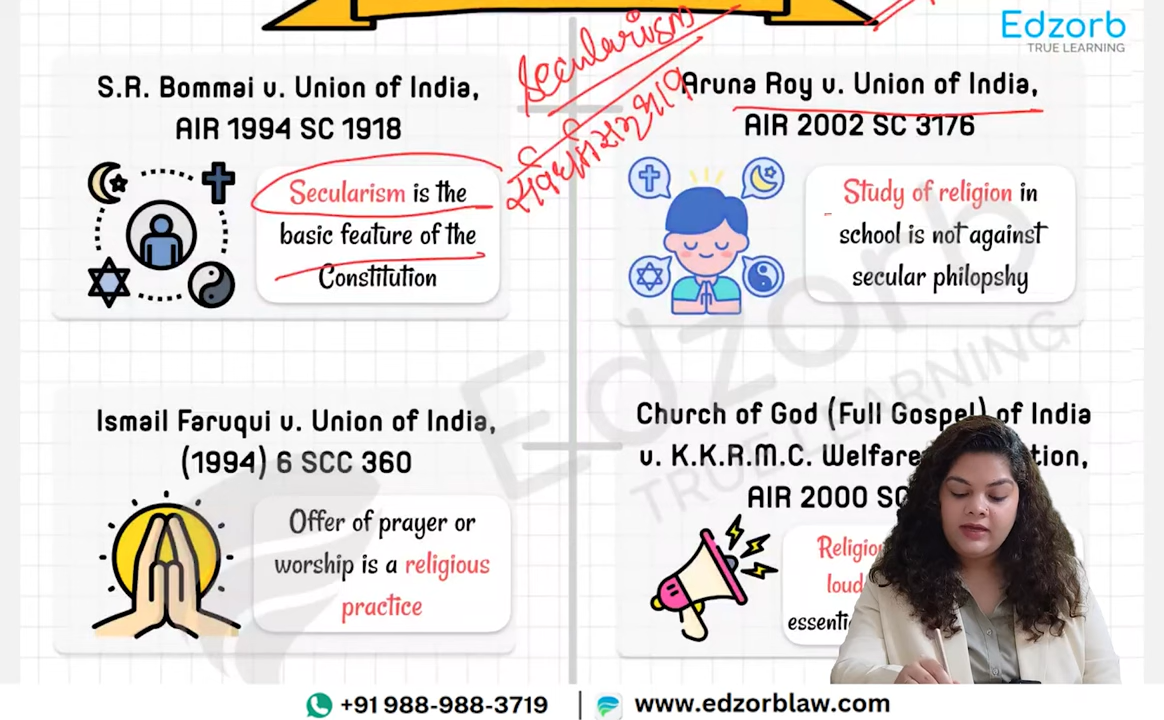 Edzorb
TRUE LEARNING
Secularism
S.R. Bommai v. Union of India,
AIR 1994 SC 1918
Secularism is the
basic feature of the
Constitution
Aruna Roy v. Union of India,
AIR 2002 SC 3176
Study of religion in
school is not against
secular philopshy
Ismail Faruqui v. Union of India,
(1994) 6 SCC 360
Offer of prayer or
worship is a religious
practice
Church of God (Full Gospel) of India
v. K.K.R.M.C. Welfare
AIR 2000
Edzorb
TRUE LEARNING
+91 988-988-3719 | www.edzorblaw.com